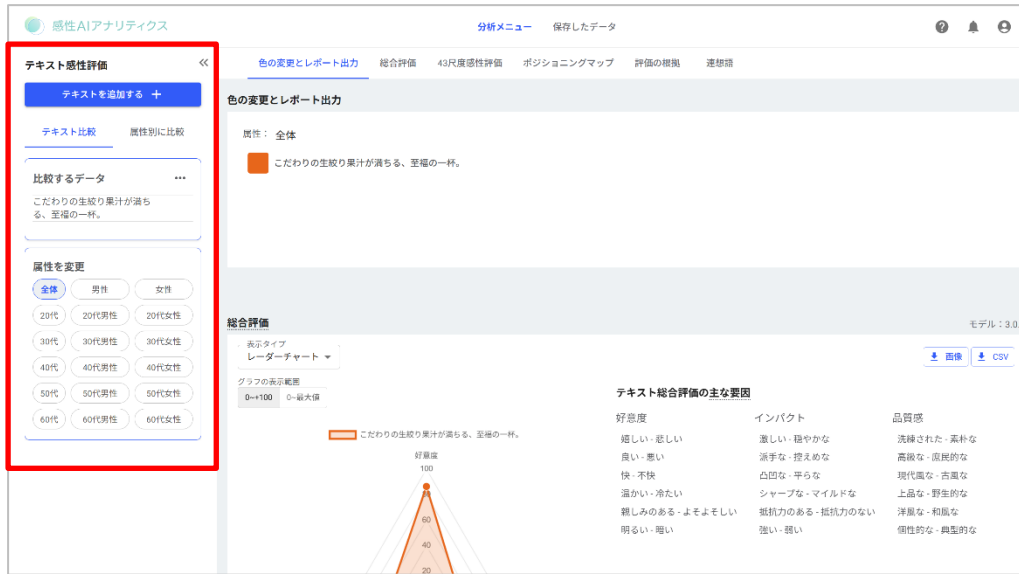 感性AIアナリティクス
分析メニュー 保存したデータ
テキスト感性評価
テキストを追加する ＋
テキスト比較 属性別に比較
比較するデータ
こだわりの生絞り果汁が満ち
る、至福の一杯。
属性を変更
全体 男性 女性
20代 20代男性 20代女性
30代 30代男性 30代女性
40代 40代男性 40代女性
50代 50代男性 50代女性
60代 60代男性 60代女性
色の変更とレポート出力 総合評価 43尺度感性評価 ポジショニングマップ 評価の根拠 連想語
色の変更とレポート出力
属性： 全体
こだわりの生絞り果汁が満ちる、至福の一杯。
総合評価
モデル：3.0.
表示タイプ
レーダーチャート
画像 CSV
グラフの表示範囲
0~+100 0~最大値
こだわりの生絞り果汁が満ちる、至福の一杯。
好意度
100
80
60
40
20
テキスト総合評価の主な要因
好意度 インパクト 品質感
嬉しい - 悲しい 激しい - 穏やかな 洗練された - 素朴な
良い - 悪い 派手な - 控えめな 高級な - 庶民的な
快 - 不快 凸凹な - 平らな 現代風な - 古風な
温かい - 冷たい シャープな - マイルドな 上品な - 野生的な
親しみのある - よそよそしい 抵抗力のある - 抵抗力のない 洋風な - 和風な
明るい - 暗い 強い - 弱い 個性的な - 典型的な